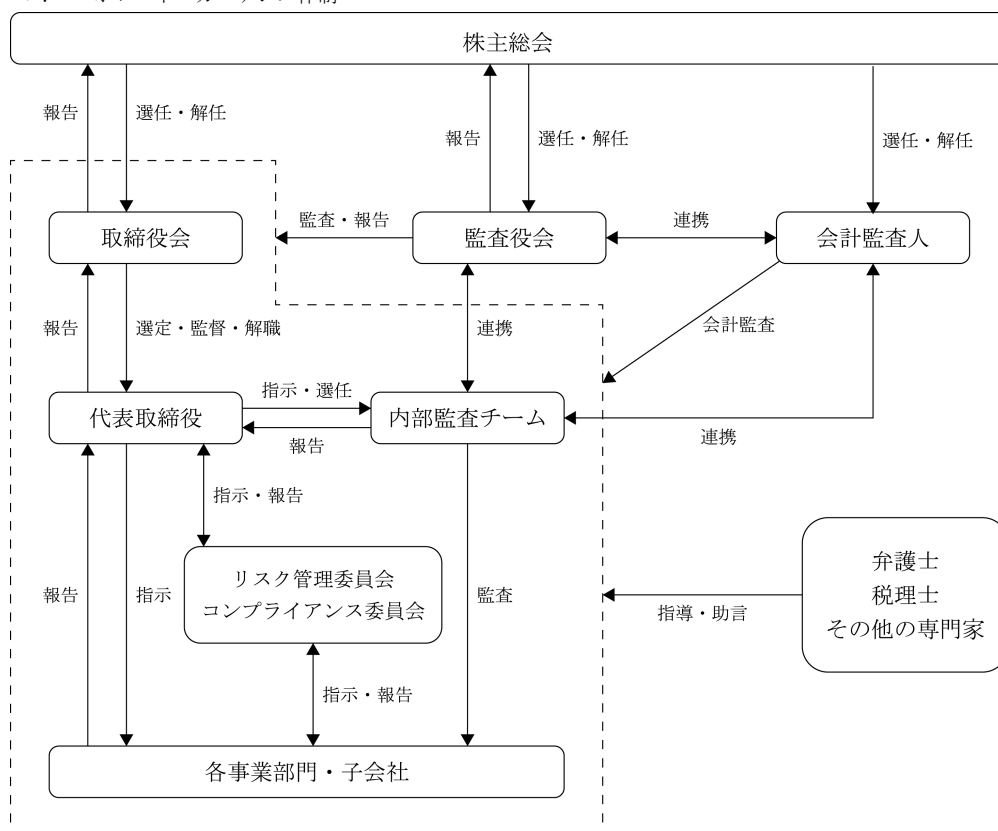 株主総会
報告
選任・解任
報告
選任・解任
選任・解任
取締役会
監査・報告
監査役会
連携
会計監査人
報告
選定・監督・解職
連携
会計監査
代表取締役
指示・選任
報告
内部監査チーム
連携
指示・報告
リスク管理委員会
コンプライアンス委員会
報告
指示
監査
指導・助言
弁護士
税理士
その他の専門家
指示・報告
各事業部門・子会社